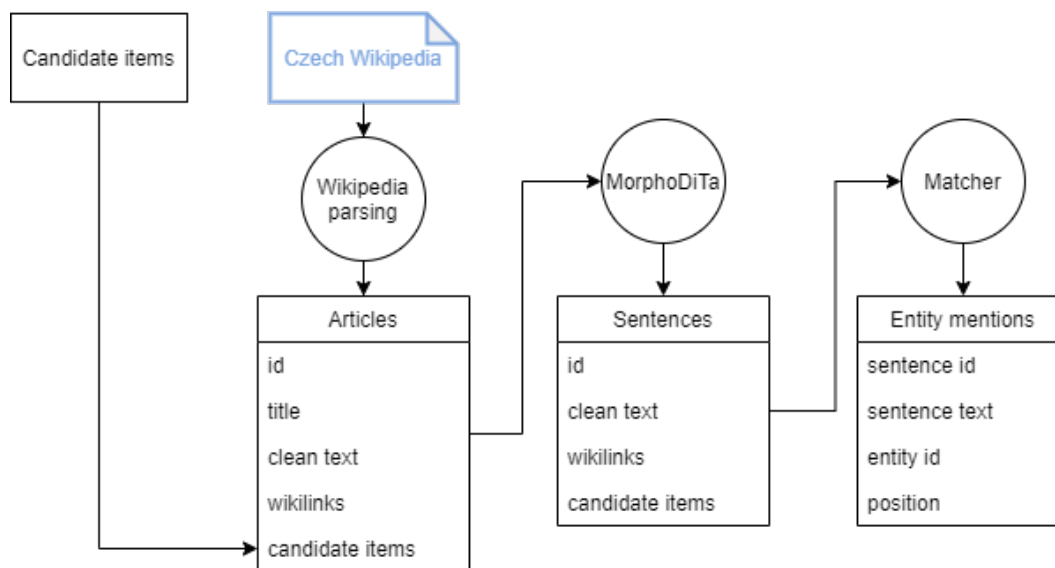 Candidate items
Czech Wikipedia
Wikipedia
parsing
MorphoDiTa
Matcher
Articles
id
title
clean text
wikilinks
candidate items
Sentences
id
clean text
wikilinks
candidate items
Entity mentions
sentence id
sentence text
entity id
position